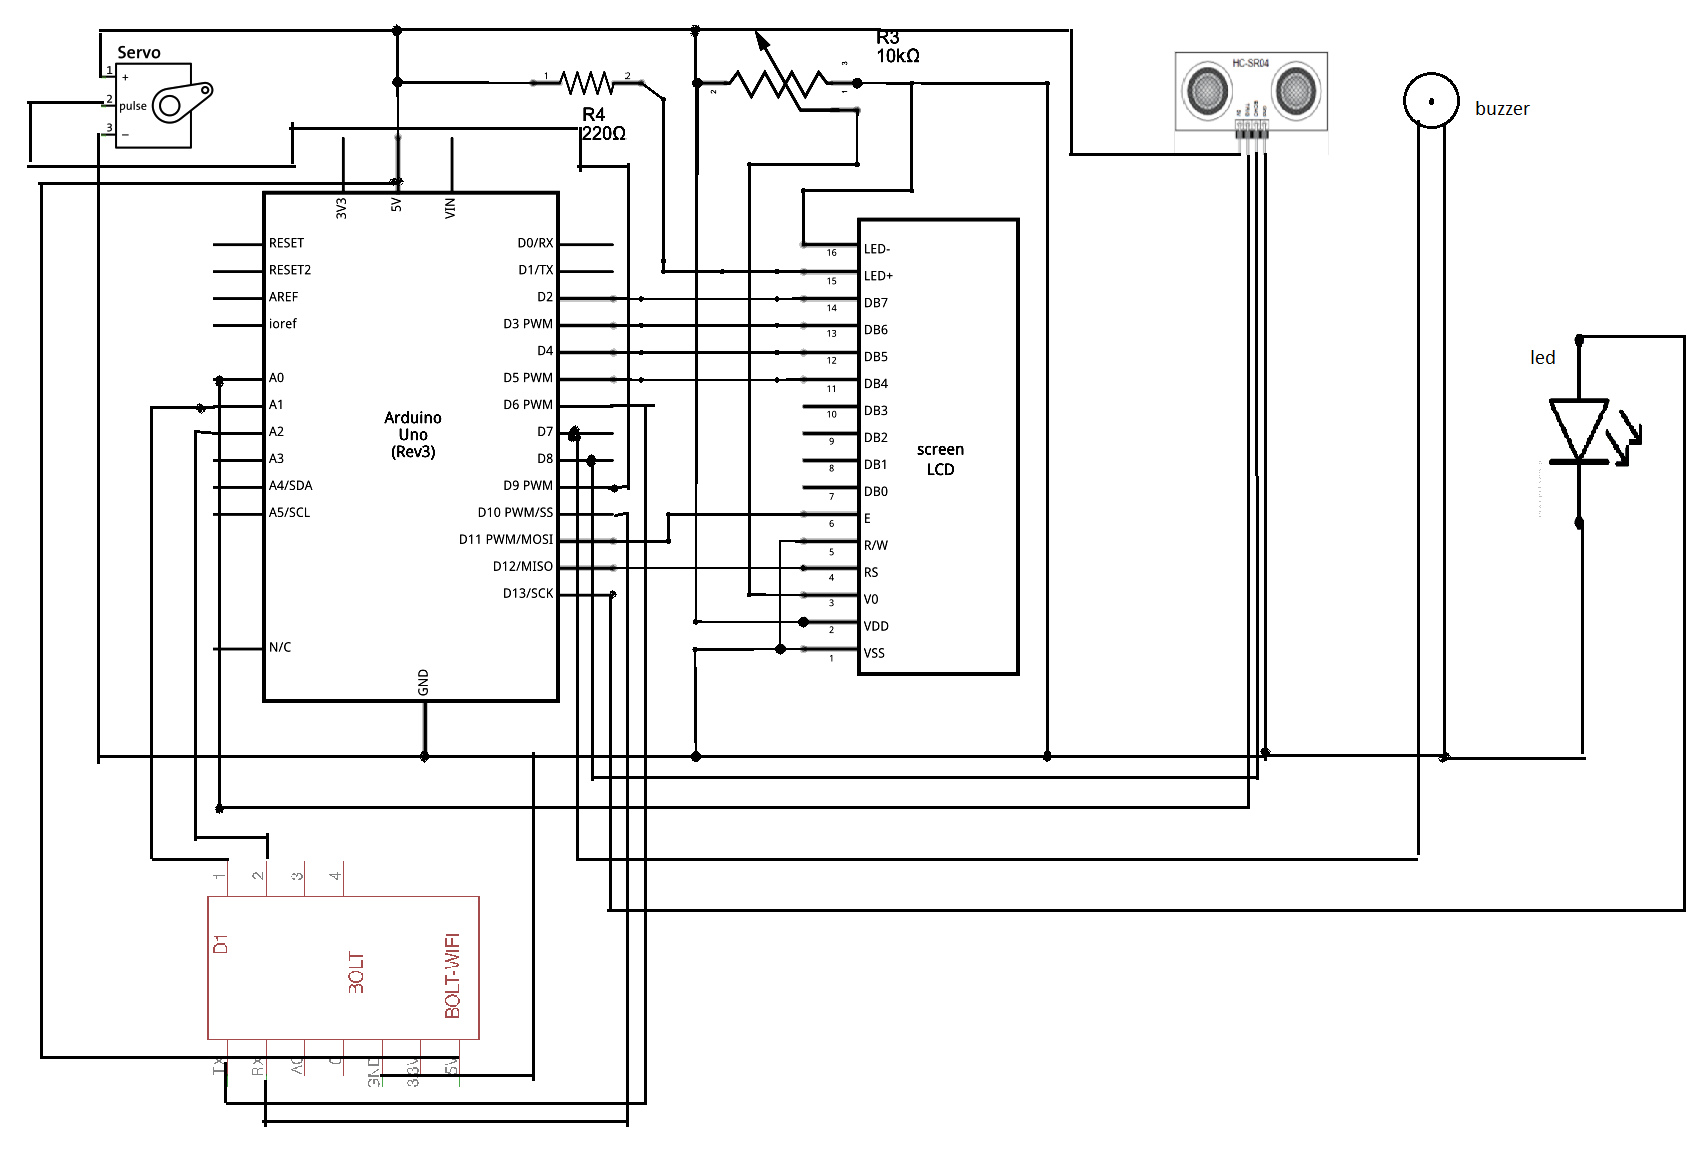 Servo
1
+
2
pulse
3
−
1
2
R4
220Ω
R3
10kΩ
2
3
1
HC-SR04
buzzer
led
3V3
5V
VIN
RESET
RESET2
AREF
ioref
A0
A1
A2
A3
A4/SDA
A5/SCL
N/C
GND
Arduino
Uno
(Rev3)
D0/RX
D1/TX
D2
D3 PWM
D4
D5 PWM
D6 PWM
D7
D8
D9 PWM
D10 PWM/SS
D11 PWM/MOSI
D12/MISO
D13/SCK
16
LED-
15
LED+
14
DB7
13
DB6
12
DB5
11
DB4
10
DB3
9
DB2
8
DB1
7
DB0
6
E
5
R/W
4
RS
3
V0
2
VDD
1
VSS
screen
LCD
1
2
3
4
D1
BOLT
BOLT-WIFI
TX
RX
GND
5V